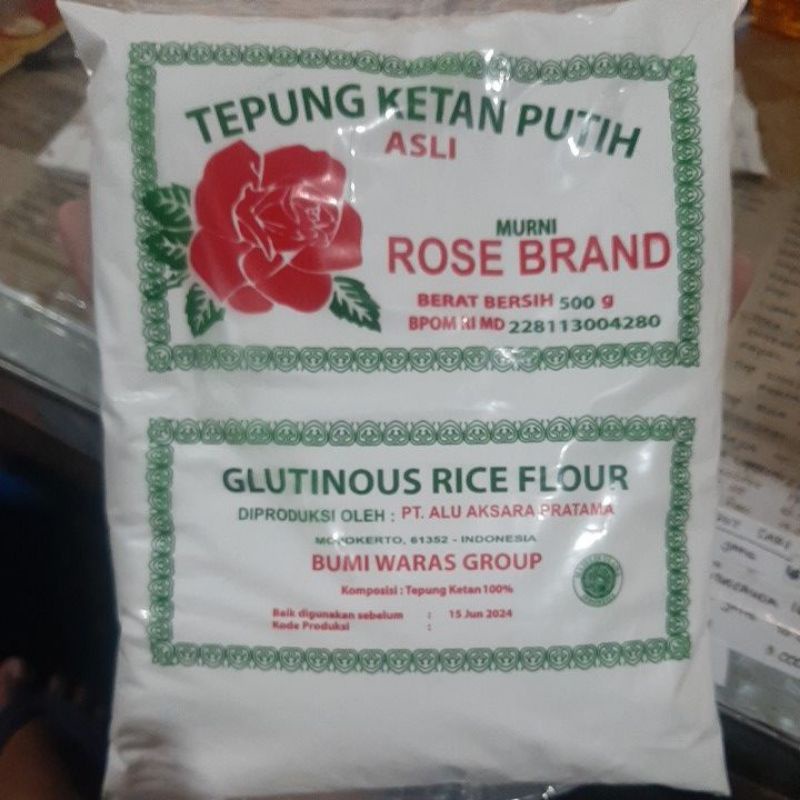 TEPUNG KETAN PUTIH
ASLI
MURNI
ROSE BRAND
BERAT BERSIH 500 g
BPOM RI MD 228113004280
GLUTINOUS RICE FLOUR
DIPRODUKSI OLEH : PT. ALU AKSARA PRATAMA
MOJOKERTO, 61352 - INDONESIA
BUMI WARAS GROUP
Komposisi : Tepung Ketan 100%
Baik digunakan sebelum : 15 Jun 2024
Kode Produksi :